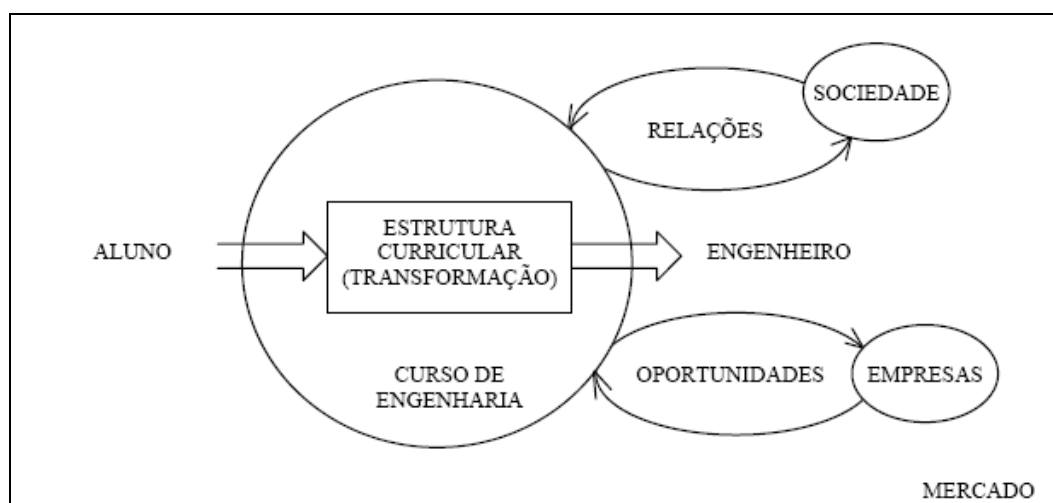 SOCIEDADE
RELAÇÕES
ALUNO
ESTRUTURA
CURRICULAR
(TRANSFORMAÇÃO)
ENGENHEIRO
CURSO DE
ENGENHARIA
OPORTUNIDADES
EMPRESAS
MERCADO